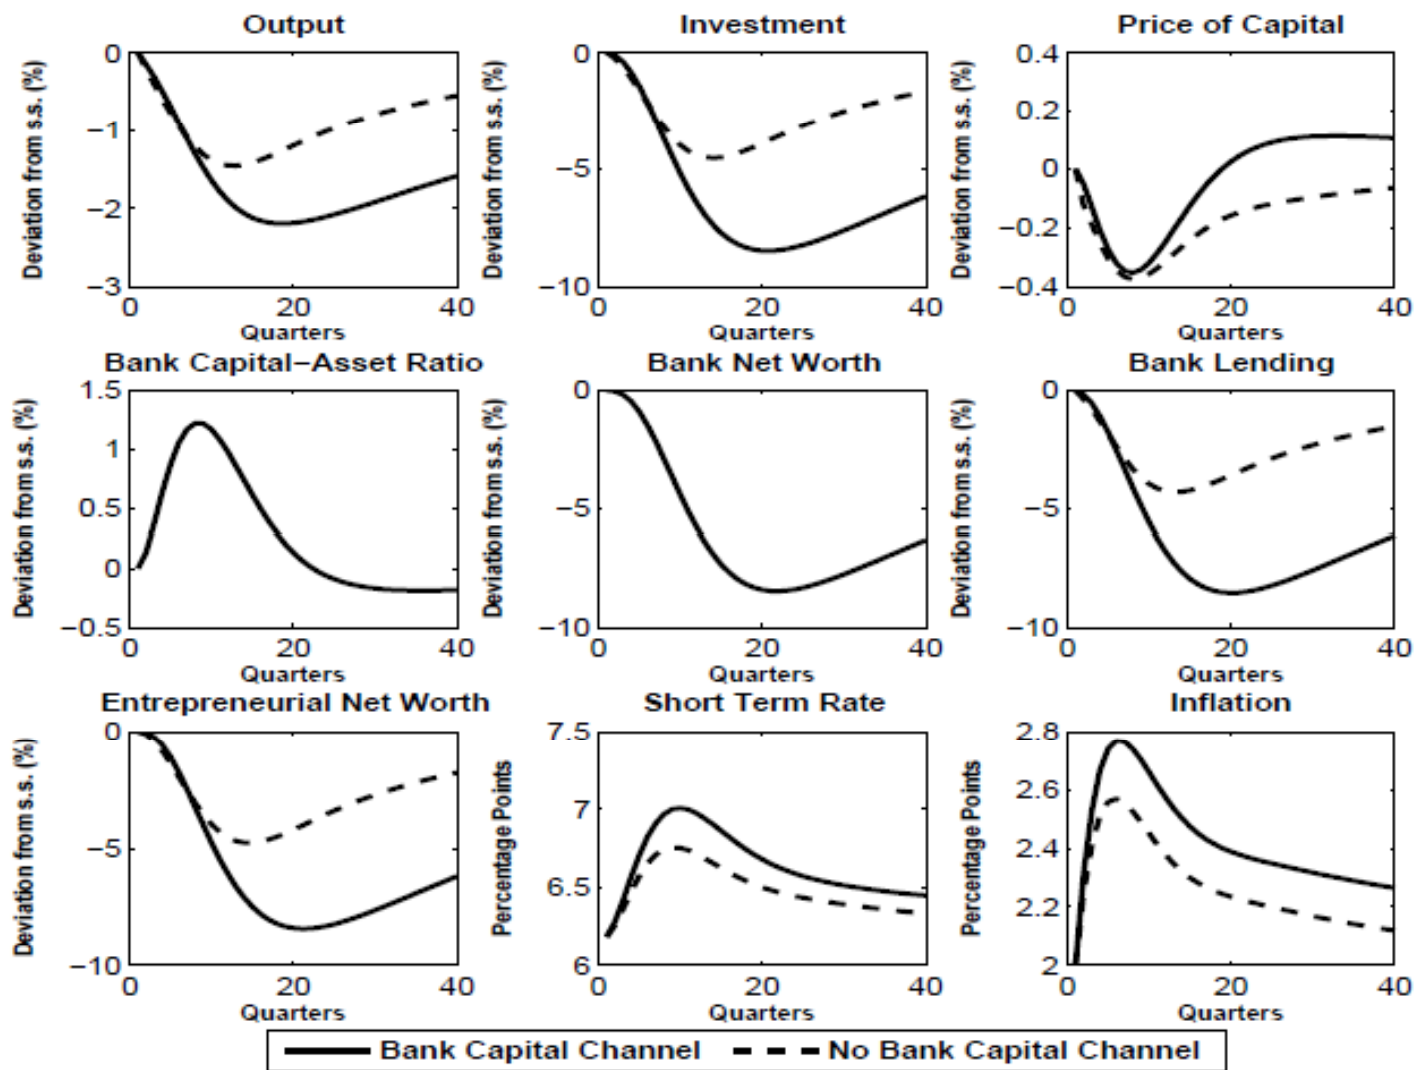 Output Investment Price of Capital
0 0 0.4
Deviation from s.s. (%) Deviation from s.s. (%) Deviation from s.s. (%)
0.2
−1
−5 0
−2
−0.2
−3 −10 −0.4
0 20 40 0 20 40 0 20 40
Quarters Quarters Quarters
Bank Capital−Asset Ratio Bank Net Worth Bank Lending
1.5 0 0
Deviation from s.s. (%) Deviation from s.s. (%) Deviation from s.s. (%)
1
0.5 −5 −5
0
−0.5 −10 −10
0 20 40 0 20 40 0 20 40
Quarters Quarters Quarters
Entrepreneurial Net Worth Short Term Rate Inflation
0 7.5 2.8
Deviation from s.s. (%) Percentage Points Percentage Points
2.6
7
−5 2.4
6.5
2.2
−10 6 2
0 20 40 0 20 40 0 20 40
Quarters Quarters Quarters
Bank Capital Channel No Bank Capital Channel